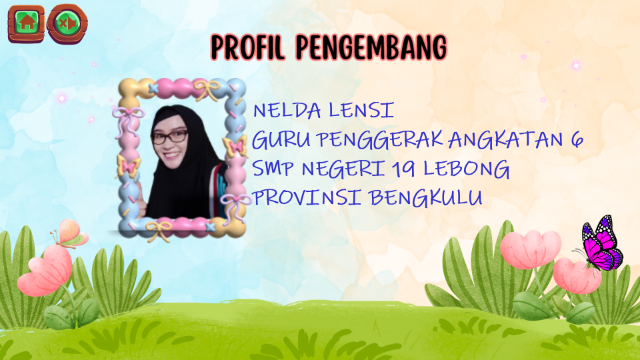 PROFIL PENGEMBANG
NELDA LENSI
GURU PENGGERAK ANGKATAN 6
SMP NEGERI 19 LEBONG
PROVINSI BENGKULU